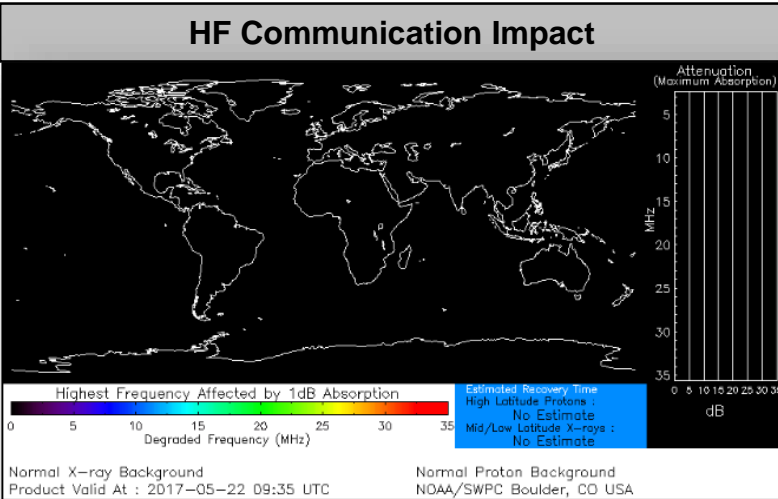 HF Communication Impact
Attenuation
(Maximum Absorption)
5
10
15
20
25
30
35
MHz
0 5 10 15 20 25 30 35
dB
Highest Frequency Affected by 1dB Absorption
0 5 10 15 20 25 30 35
Degraded Frequency (MHz)
Estimated Recovery Time
High Latitude Protons :
No Estimate
Mid/Low Latitude X-rays :
No Estimate
Normal X-ray Background
Normal Proton Background
Product Valid At : 2017-05-22 09:35 UTC
NOAA/SWPC Boulder, CO USA